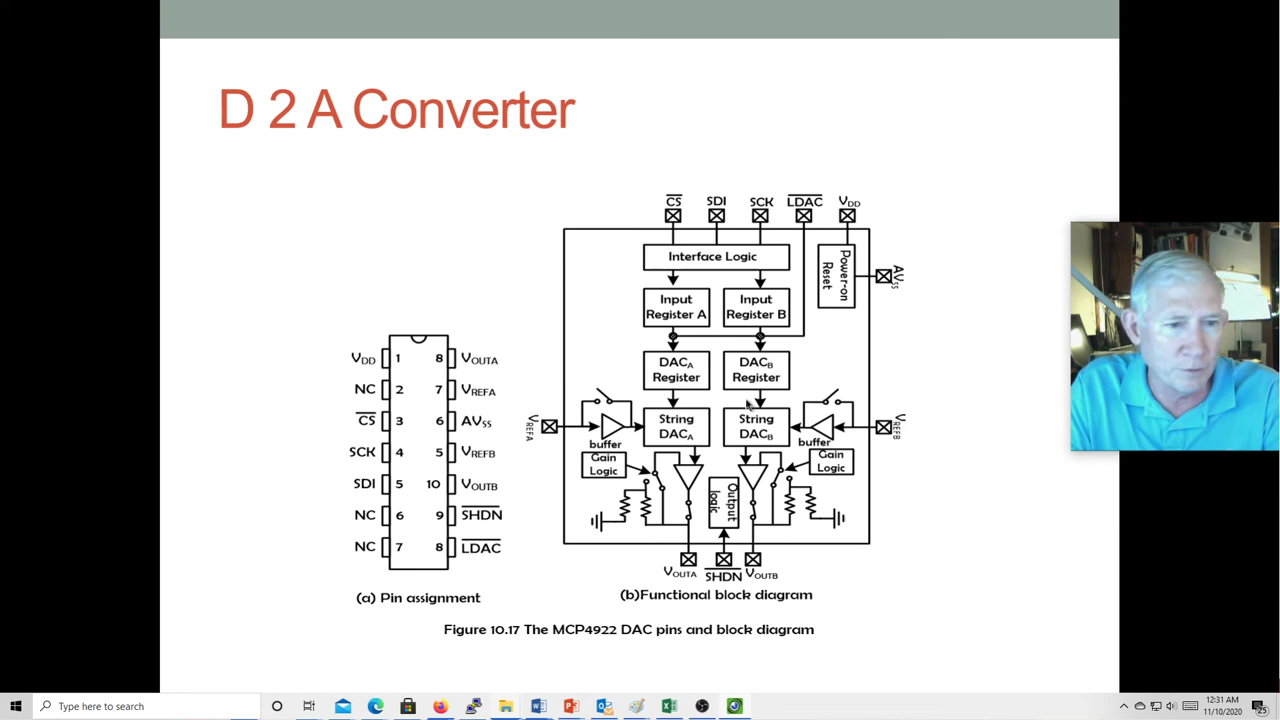 D 2 A Converter
CS SDI SCK LDAC VDD
Interface Logic
Power-on
Reset
AVSS
Input
Register A
Input
Register B
DACA
Register
DACB
Register
VREFA
String
DACA
String
DACB
VREFB
buffer
buffer
Gain
Logic
Gain
Logic
Output
logic
VOUTA
SHDN
VOUTB
VDD 1 8 VOUTA
NC 2 7 VREFA
CS 3 6 AVSS
SCK 4 5 VREFB
SDI 5 10 VOUTB
NC 6 9 SHDN
NC 7 8 LDAC
(a) Pin assignment
(b)Functional block diagram
Figure 10.17 The MCP4922 DAC pins and block diagram
Type here to search
12:31 AM
11/10/2020
25